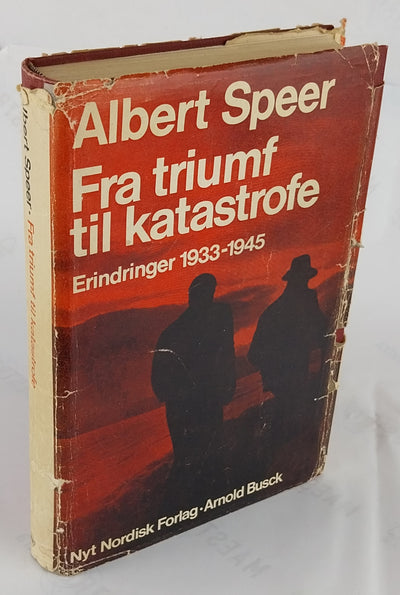 Albert Speer
Fra triumf
til katastrofe
Erindringer 1933-1945
Nyt Nordisk Forlag · Arnold Busck
Albert Speer · Fra triumf til katastrofe